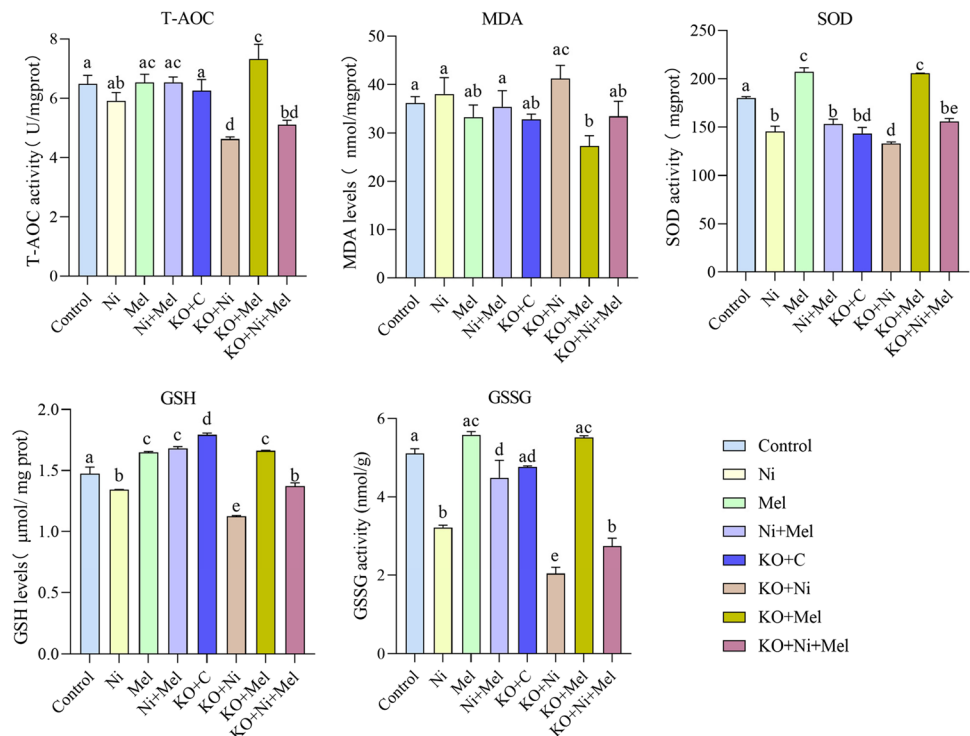 T-AOC
T-AOC activity ( U/mgprot)
8
6
4
2
0
a
ab
ac
ac
a
d
c
bd
Control
Ni
Mel
Ni+Mel
KO+C
KO+Ni
KO+Mel
KO+Ni+Mel
MDA
MDA levels ( nmol/mgprot)
50
40
30
20
10
0
a
a
ab
a
ab
ac
b
ab
Control
Ni
Mel
Ni+Mel
KO+C
KO+Ni
KO+Mel
KO+Ni+Mel
SOD
SOD activity ( mgprot)
250
200
150
100
50
0
a
b
c
b
bd
d
c
be
Control
Ni
Mel
Ni+Mel
KO+C
KO+Ni
KO+Mel
KO+Ni+Mel
GSH
GSH levels( μmol/ mg prot)
2.0
1.5
1.0
0.5
0.0
a
b
c
c
d
e
c
b
Control
Ni
Mel
Ni+Mel
KO+C
KO+Ni
KO+Mel
KO+Ni+Mel
GSSG
GSSG activity (nmol/g)
6
4
2
0
a
b
ac
d
ad
e
ac
b
Control
Ni
Mel
Ni+Mel
KO+C
KO+Ni
KO+Mel
KO+Ni+Mel
Control
Ni
Mel
Ni+Mel
KO+C
KO+Ni
KO+Mel
KO+Ni+Mel